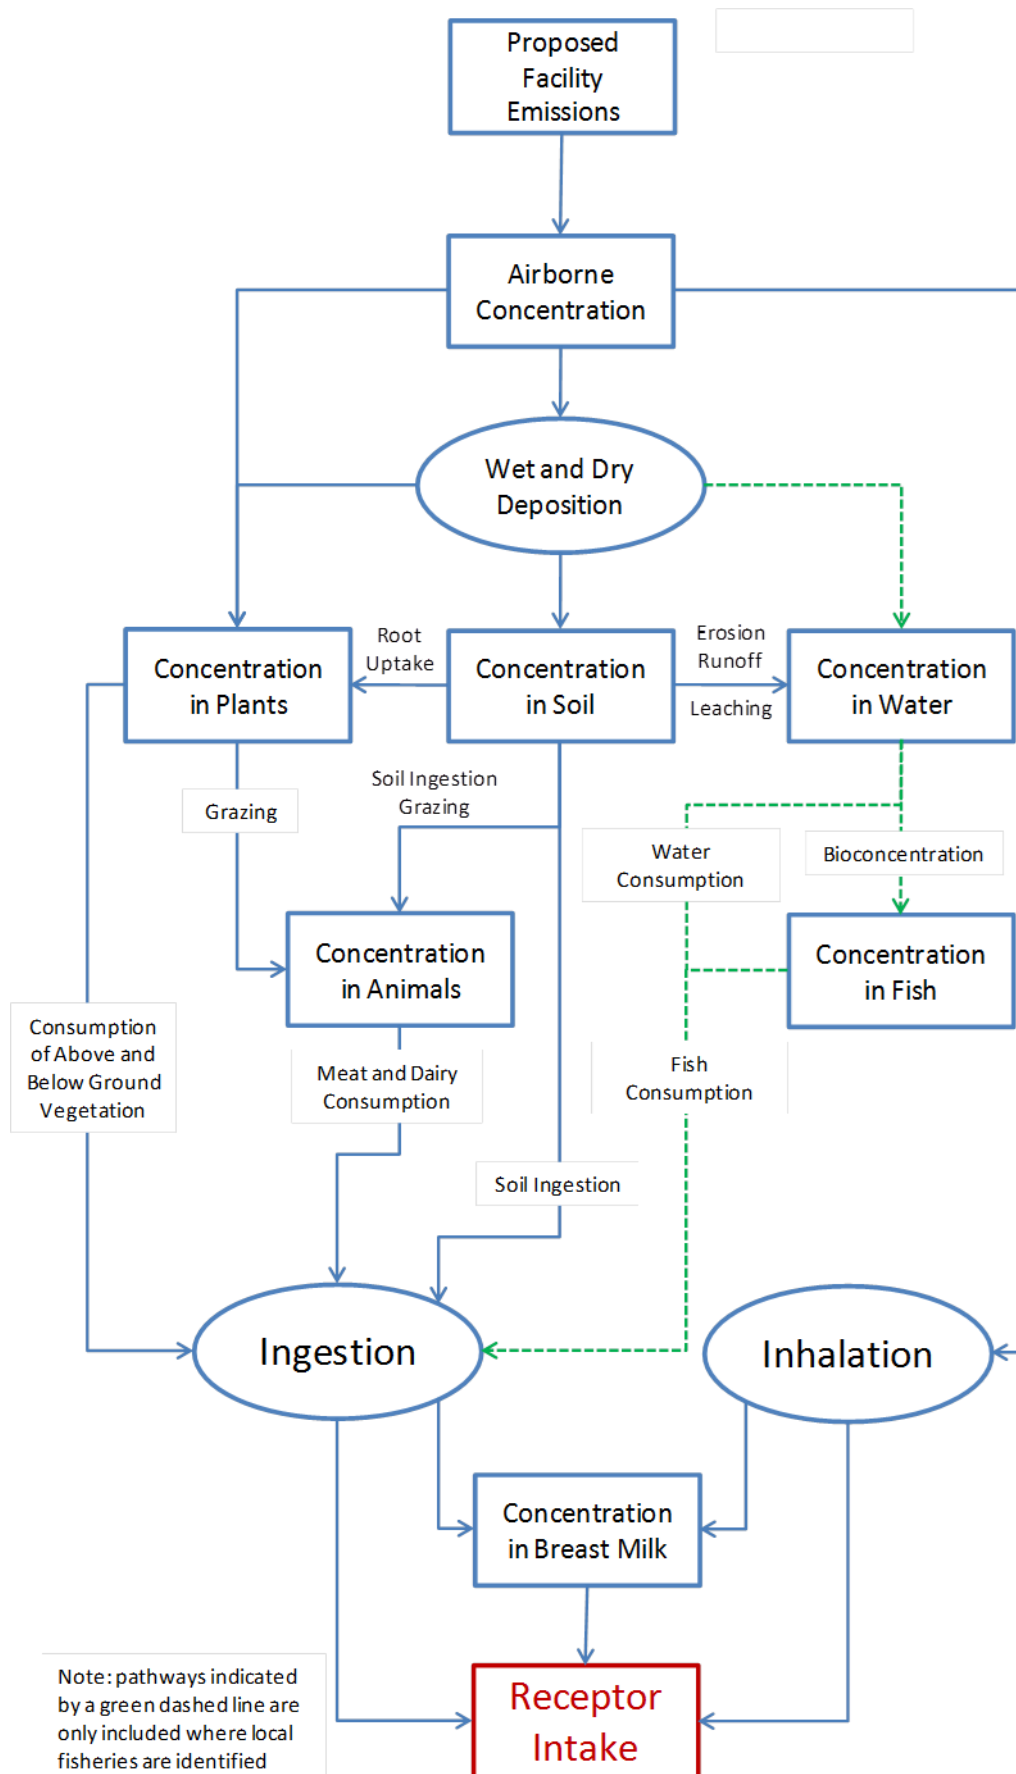 Proposed
Facility
Emissions
Airborne
Concentration
Wet and Dry
Deposition
Root
Uptake
Erosion
Runoff
Leaching
Concentration
in Plants
Concentration
in Soil
Concentration
in Water
Grazing
Soil Ingestion
Grazing
Water
Consumption
Bioconcentration
Concentration
in Animals
Concentration
in Fish
Consumption
of Above and
Below Ground
Vegetation
Meat and Dairy
Consumption
Fish
Consumption
Soil Ingestion
Ingestion
Inhalation
Concentration
in Breast Milk
Receptor
Intake
Note: pathways indicated
by a green dashed line are
only included where local
fisheries are identified